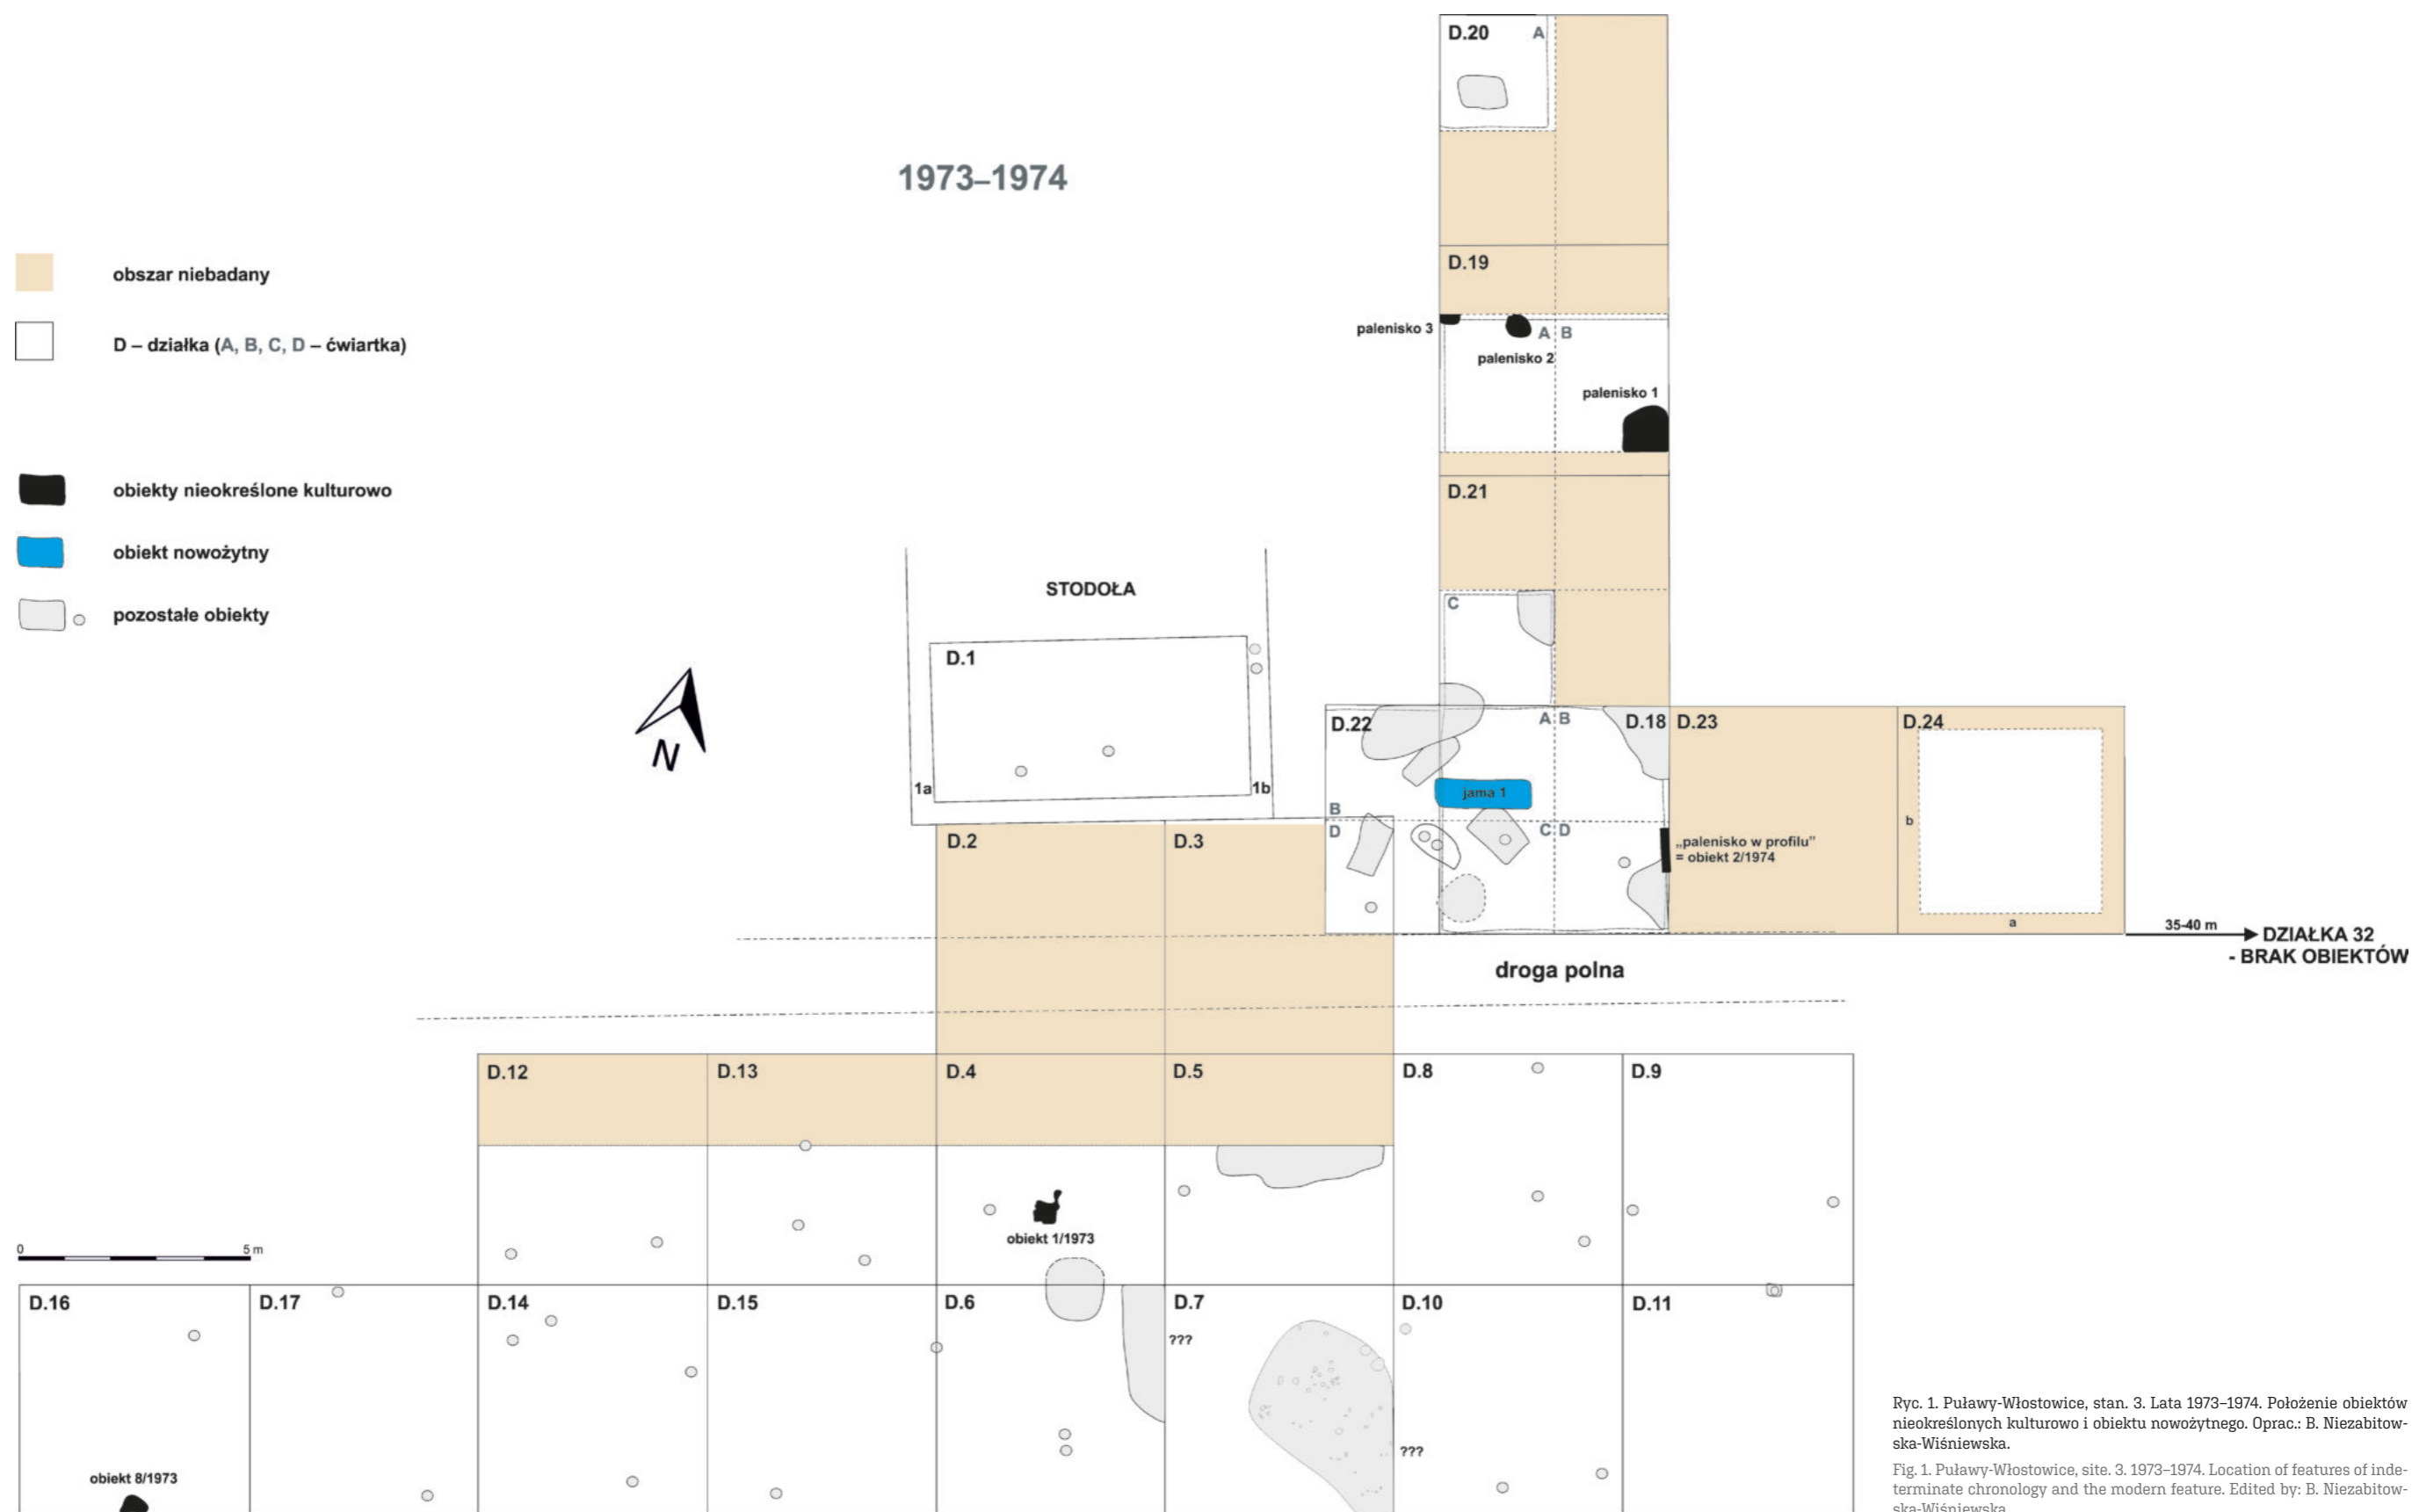 D.20 A
1973–1974
obszar niebadany
D – działka (A, B, C, D – ćwiartka)
obiekty nieokreślone kulturowo
obiekt nowożytny
pozostałe obiekty
D.19
palenisko 3
A B
palenisko 2
palenisko 1
D.21
C
STODOŁA
D.1
1a
1b
N
D.22
A B
D.18
D.23
D.24
jama 1
B
D
C D
b
a
„palenisko w profilu”
= obiekt 2/1974
D.2
D.3
35-40 m
DZIAŁKA 32
- BRAK OBIEKTÓW
droga polna
D.12
D.13
D.4
D.5
D.8
D.9
obiekt 1/1973
0
5 m
D.16
D.17
D.14
D.15
D.6
D.7
D.10
D.11
???
???
obiekt 8/1973
Ryc. 1. Puławy-Włostowice, stan. 3. Lata 1973–1974. Położenie obiektów
nieokreślonych kulturowo i obiektu nowożytnego. Oprac.: B. Niezabitow-
ska-Wiśniewska.
Fig. 1. Puławy-Włostowice, site. 3. 1973–1974. Location of features of inde-
terminate chronology and the modern feature. Edited by: B. Niezabitow-
ska-Wiśniewska